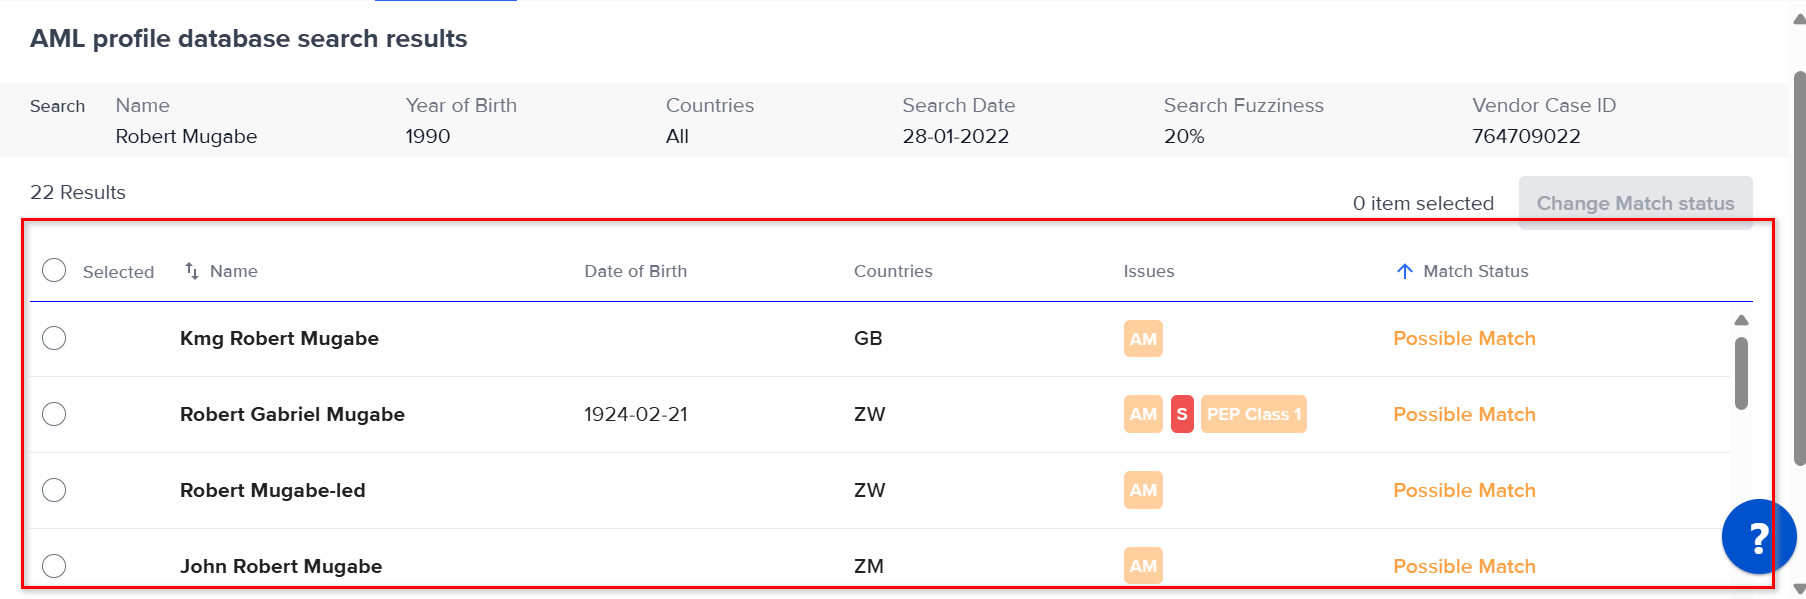 AML profile database search results
Search Name Year of Birth Countries Search Date Search Fuzziness Vendor Case ID
Robert Mugabe 1990 All 28-01-2022 20% 764709022
22 Results
0 item selected Change Match status
Selected Name Date of Birth Countries Issues Match Status
Kmg Robert Mugabe GB AM Possible Match
Robert Gabriel Mugabe 1924-02-21 ZW AM S PEP Class 1 Possible Match
Robert Mugabe-led ZW AM Possible Match
?
John Robert Mugabe ZM AM Possible Match